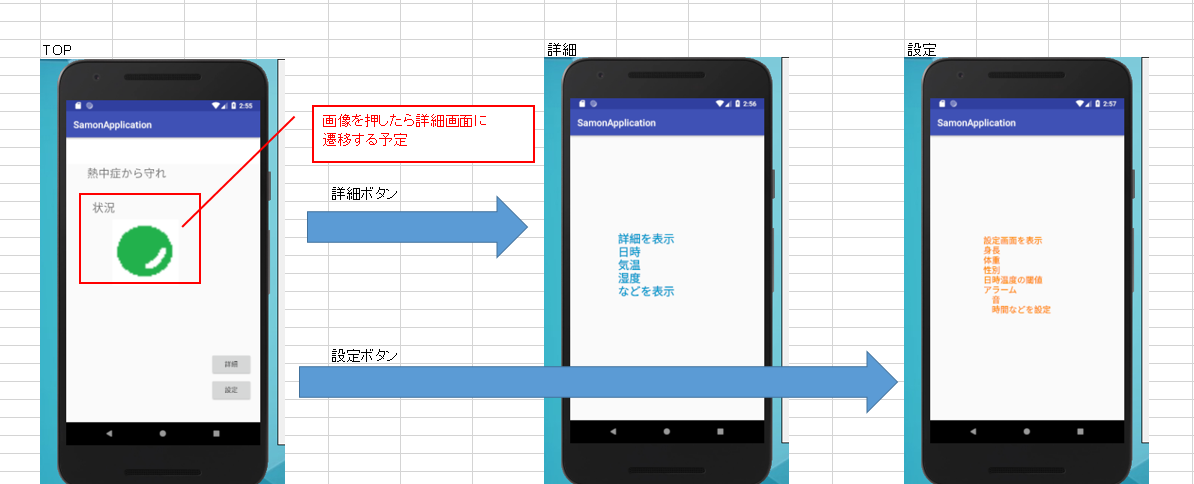 TOP
2:55
SamonApplication
熱中症から守れ
状況
詳細
設定
画像を押したら詳細画面に
遷移する予定
詳細ボタン
設定ボタン
詳細
2:56
SamonApplication
詳細を表示
日時
気温
湿度
などを表示
設定
2:57
SamonApplication
設定画面を表示
身長
体重
性別
日時温度の閾値
アラーム
音
時間などを設定